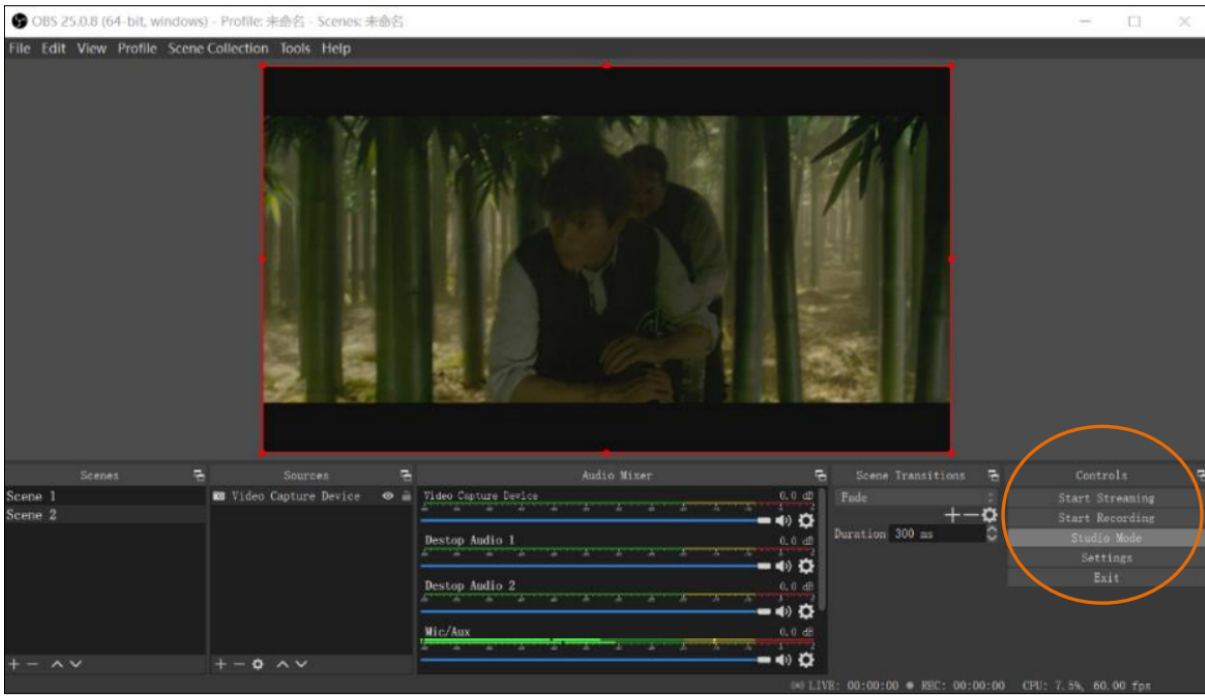 OBS 25.0.8 (64-bit, windows) - Profile: 未命名 - Scenes: 未命名
File Edit View Profile Scene Collection Tools Help
Scenes
Scene 1
Scene 2
Sources
Video Capture Device
Audio Mixer
Video Capture Device 0.0 dB
Destop Audio 1 0.0 dB
Destop Audio 2 0.0 dB
Mic/Aux 0.0 dB
Scene Transitions
Fade
Duration 300 ms
Controls
Start Streaming
Start Recording
Studio Mode
Settings
Exit
LIVE: 00:00:00 REC: 00:00:00 CPU: 7.5%, 60.00 fps